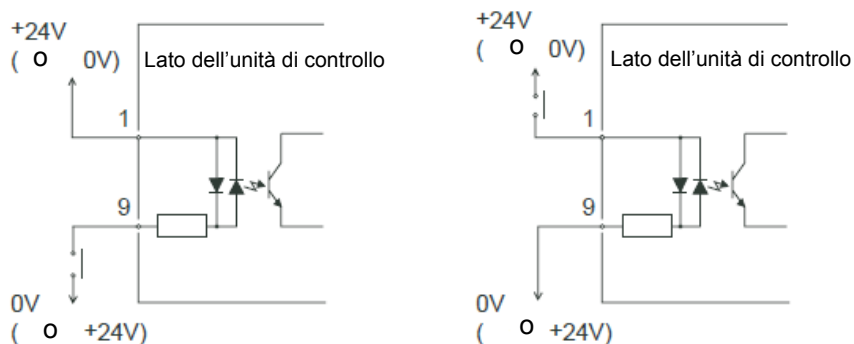 +24V
( o 0V)
Lato dell'unità di controllo
1
9
0V
( o +24V)
+24V
( o 0V)
Lato dell'unità di controllo
1
9
0V
( o +24V)